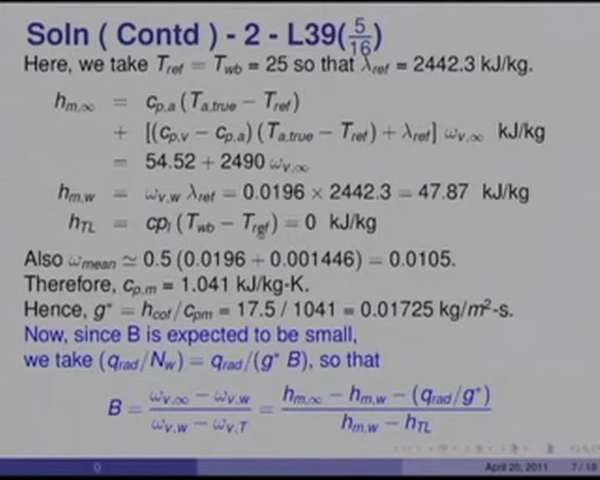 Soln ( Contd ) - 2 - L39(5/16)
Here, we take T_ref = T_wb = 25 so that λ_ref = 2442.3 kJ/kg.
h_m,∞ = c_p,a (T_a,true − T_ref)
+ [(c_p,v − c_p,a) (T_a,true − T_ref) + λ_ref] ω_v,∞ kJ/kg
= 54.52 + 2490 ω_v,∞
h_m,w = ω_v,w λ_ref = 0.0196 × 2442.3 = 47.87 kJ/kg
h_TL = cp_l (T_wb − T_ref) = 0 kJ/kg
Also ω_mean ≃ 0.5 (0.0196 + 0.001446) = 0.0105.
Therefore, c_p,m = 1.041 kJ/kg-K.
Hence, g* = h_cof/c_pm = 17.5 / 1041 = 0.01725 kg/m²-s.
Now, since B is expected to be small,
we take (q_rad/N_w) = q_rad/(g* B), so that
B = (ω_v,∞ − ω_v,w)/(ω_v,w − ω_v,T) = (h_m,∞ − h_m,w − (q_rad/g*))/(h_m,w − h_TL)
0 April 20, 2011 7 / 18